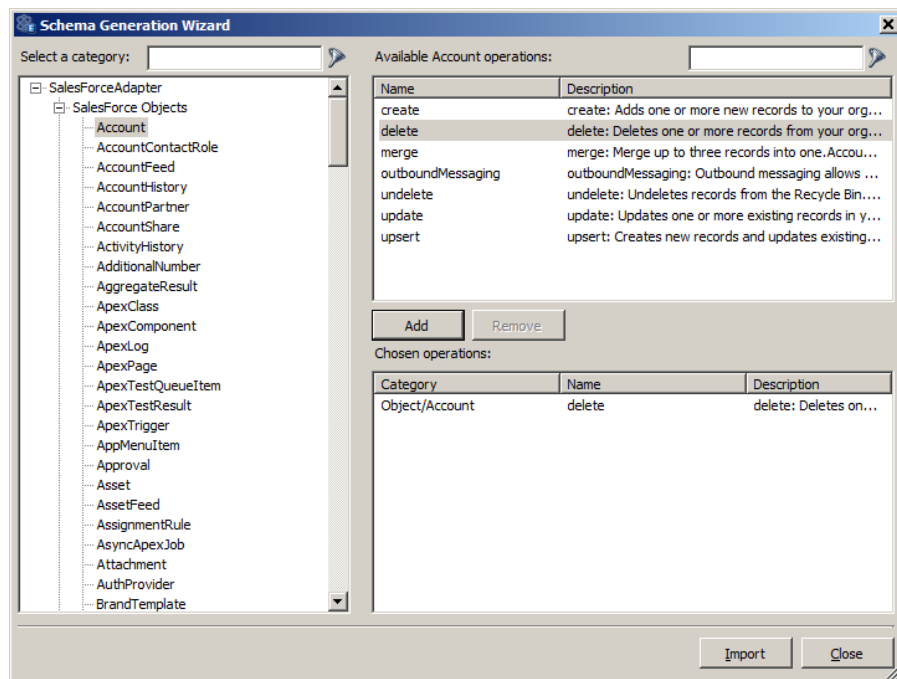 Schema Generation Wizard
Select a category:
SalesForceAdapter
SalesForce Objects
Account
AccountContactRole
AccountFeed
AccountHistory
AccountPartner
AccountShare
ActivityHistory
AdditionalNumber
AggregateResult
ApexClass
ApexComponent
ApexLog
ApexPage
ApexTestQueueItem
ApexTestResult
ApexTrigger
AppMenuItem
Approval
Asset
AssetFeed
AssignmentRule
AsyncApexJob
Attachment
AuthProvider
BrandTemplate
Available Account operations:
Name Description
create create: Adds one or more new records to your org...
delete delete: Deletes one or more records from your org...
merge merge: Merge up to three records into one.Accou...
outboundMessaging outboundMessaging: Outbound messaging allows ...
undelete undelete: Undeletes records from the Recycle Bin....
update update: Updates one or more existing records in y...
upsert upsert: Creates new records and updates existing...
Add Remove
Chosen operations:
Category Name Description
Object/Account delete delete: Deletes on...
Import Close